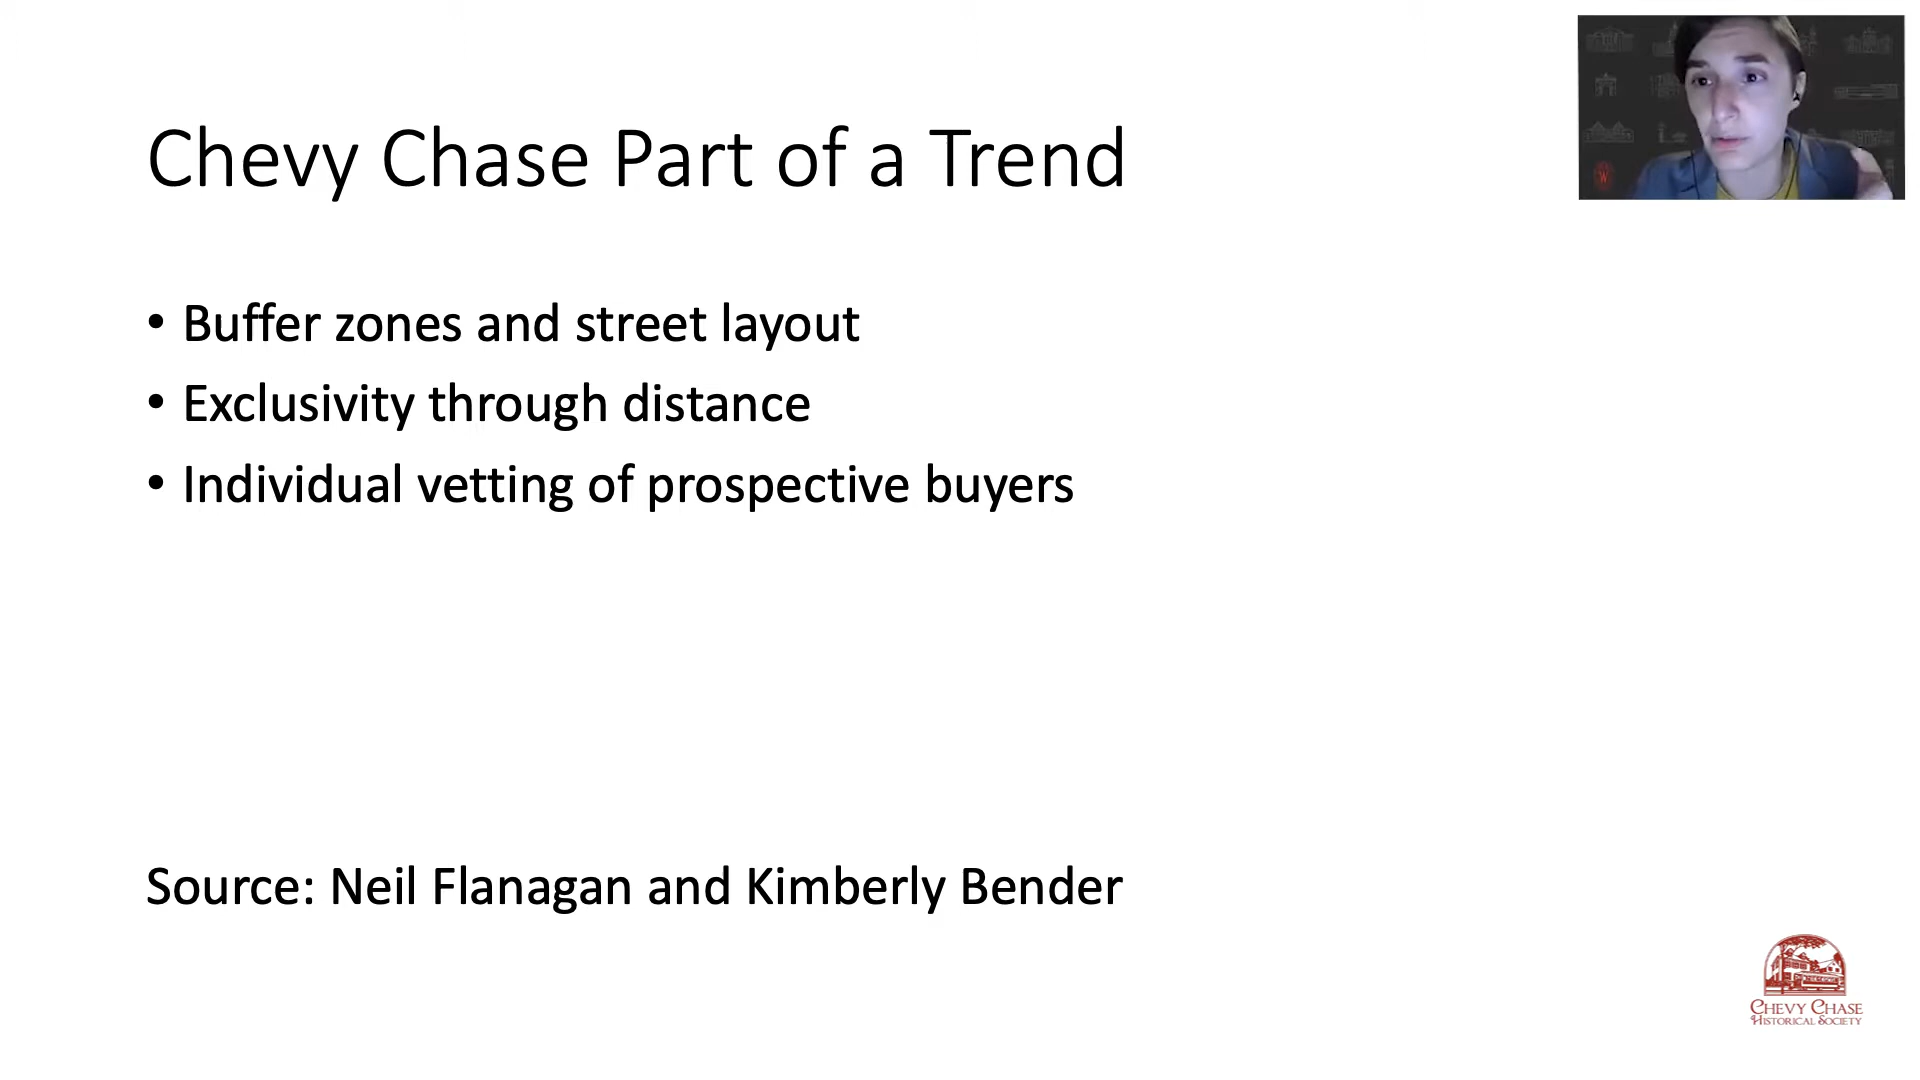 Chevy Chase Part of a Trend
• Buffer zones and street layout
• Exclusivity through distance
• Individual vetting of prospective buyers
Source: Neil Flanagan and Kimberly Bender
W
CHEVY CHASE
HISTORICAL SOCIETY